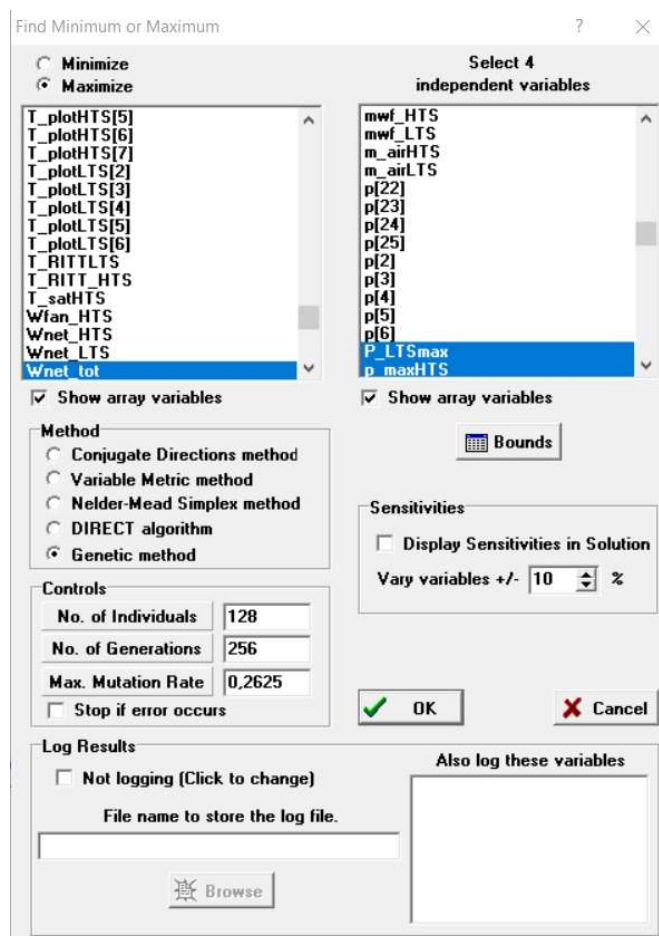 Find Minimum or Maximum
?
Minimize
Maximize
Select 4
independent variables
T_plotHTS[5]
T_plotHTS[6]
T_plotHTS[7]
T_plotLTS[2]
T_plotLTS[3]
T_plotLTS[4]
T_plotLTS[5]
T_plotLTS[6]
T_RITTLTS
T_RITT_HTS
T_satHTS
Wfan_HTS
Wnet_HTS
Wnet_LTS
Wnet_tot
mwf_HTS
mwf_LTS
m_airHTS
m_airLTS
p[22]
p[23]
p[24]
p[25]
p[2]
p[3]
p[4]
p[5]
p[6]
P_LTSmax
p_maxHTS
Show array variables
Show array variables
Method
Conjugate Directions method
Variable Metric method
Nelder-Mead Simplex method
DIRECT algorithm
Genetic method
Bounds
Sensitivities
Display Sensitivities in Solution
Vary variables +/- 10 %
Controls
No. of Individuals 128
No. of Generations 256
Max. Mutation Rate 0,2625
Stop if error occurs
OK
Cancel
Log Results
Not logging (Click to change)
File name to store the log file.
Browse
Also log these variables